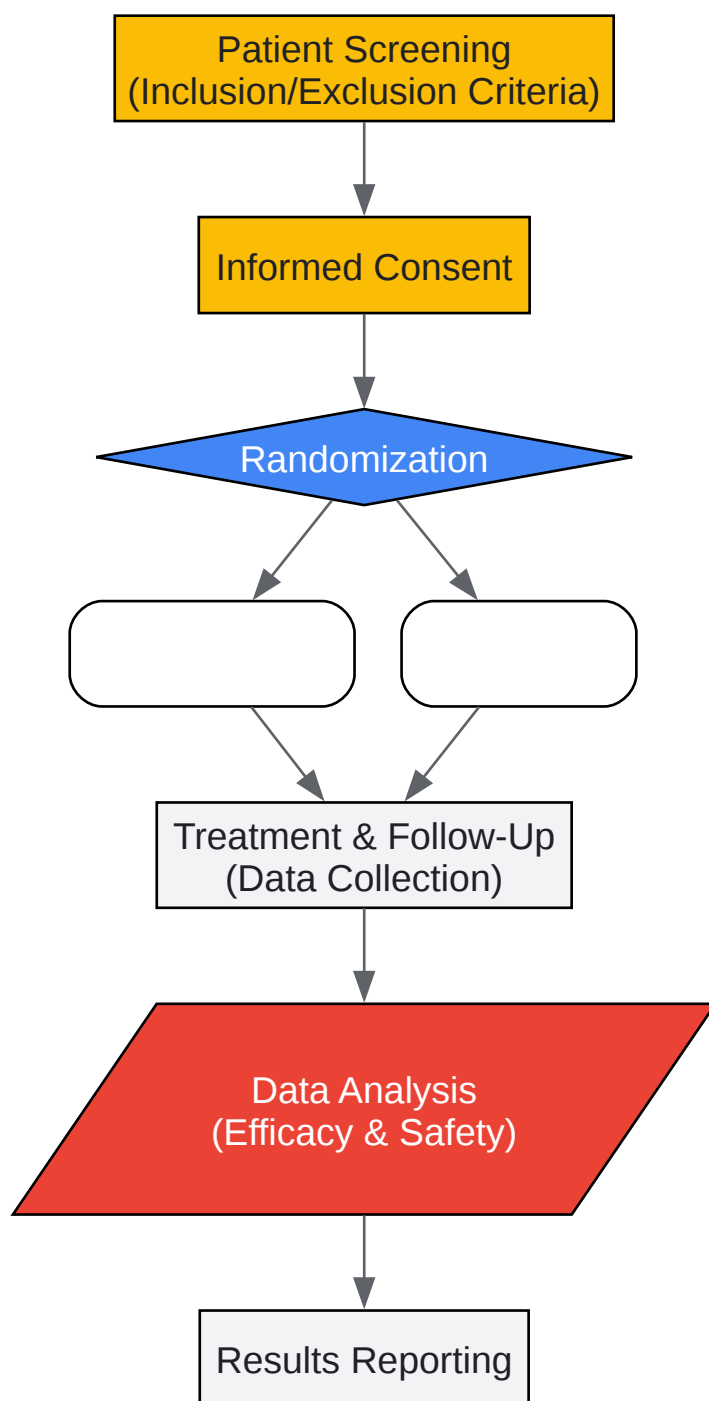 Patient Screening
(Inclusion/Exclusion Criteria)
Informed Consent
Randomization
Treatment & Follow-Up
(Data Collection)
Data Analysis
(Efficacy & Safety)
Results Reporting